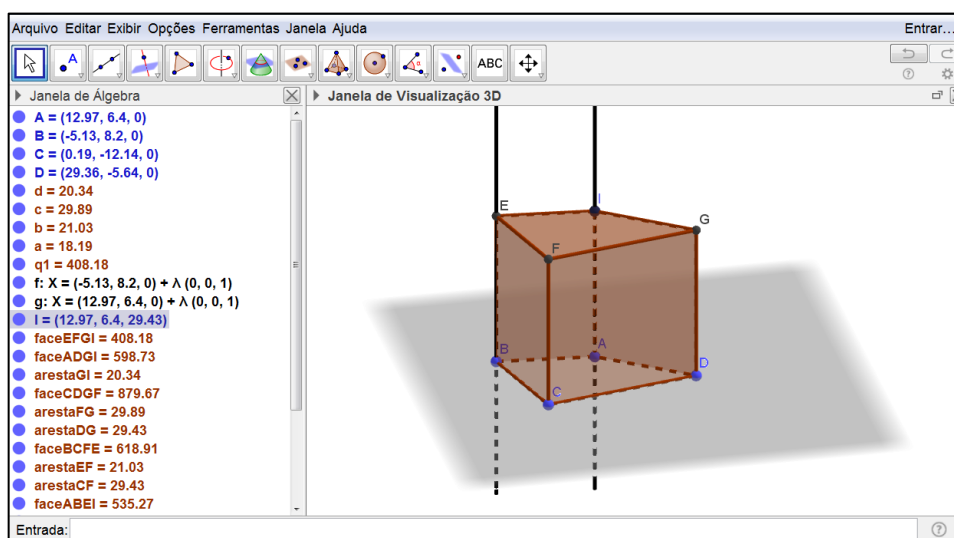 Arquivo Editar Exibir Opções Ferramentas Janela Ajuda Entrar...
A ABC
Janela de Álgebra
Janela de Visualização 3D
A = (12.97, 6.4, 0)
B = (-5.13, 8.2, 0)
C = (0.19, -12.14, 0)
D = (29.36, -5.64, 0)
d = 20.34
c = 29.89
b = 21.03
a = 18.19
q1 = 408.18
f: X = (-5.13, 8.2, 0) + λ (0, 0, 1)
g: X = (12.97, 6.4, 0) + λ (0, 0, 1)
I = (12.97, 6.4, 29.43)
faceEFGI = 408.18
faceADGI = 598.73
arestaGI = 20.34
faceCDGF = 879.67
arestaFG = 29.89
arestaDG = 29.43
faceBCFE = 618.91
arestaEF = 21.03
arestaCF = 29.43
faceABEI = 535.27
E
I
G
F
B
A
D
C
Entrada: